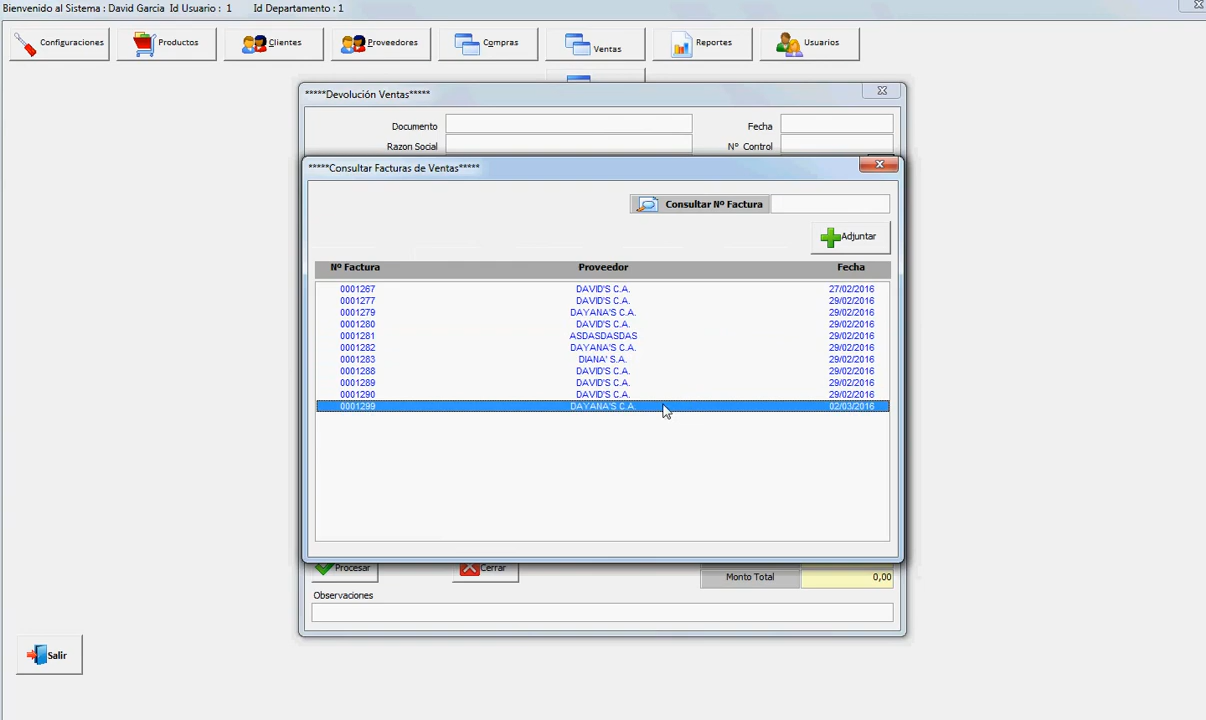 Bienvenido al Sistema : David Garcia Id Usuario : 1 Id Departamento : 1
Configuraciones Productos Clientes Proveedores Compras Ventas Reportes Usuarios
*****Devolución Ventas*****
Documento Fecha
Razon Social Nº Control
*****Consultar Facturas de Ventas*****
Consultar Nº Factura
Adjuntar
Nº Factura Proveedor Fecha
0001267 DAVID'S C.A. 27/02/2016
0001277 DAVID'S C.A. 29/02/2016
0001279 DAYANA'S C.A. 29/02/2016
0001280 DAVID'S C.A. 29/02/2016
0001281 ASDASDASDAS 29/02/2016
0001282 DAYANA'S C.A. 29/02/2016
0001283 DIANA' S.A. 29/02/2016
0001288 DAVID'S C.A. 29/02/2016
0001289 DAVID'S C.A. 29/02/2016
0001290 DAVID'S C.A. 29/02/2016
0001299 DAYANA'S C.A. 02/03/2016
Procesar Cerrar
Monto Total 0,00
Observaciones
Salir